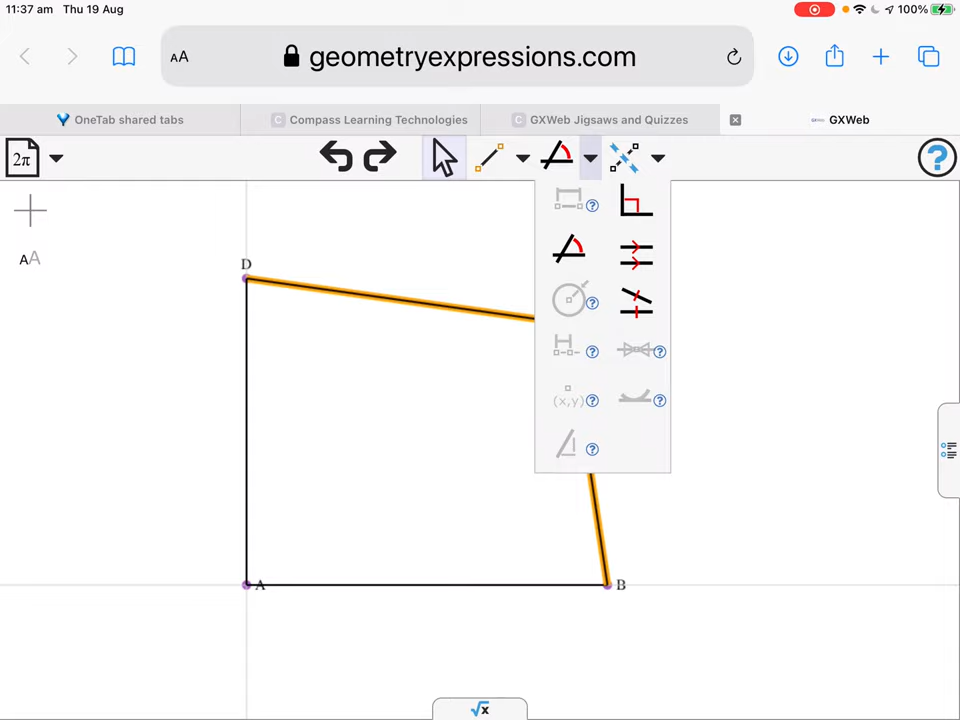 11:37 am Thu 19 Aug
100%
AA
geometryexpressions.com
OneTab shared tabs
Compass Learning Technologies
GXWeb Jigsaws and Quizzes
GXWeb
2π
?
?
AA
D
?
H
?
?
(x,y)
?
?
?
A
B
√x